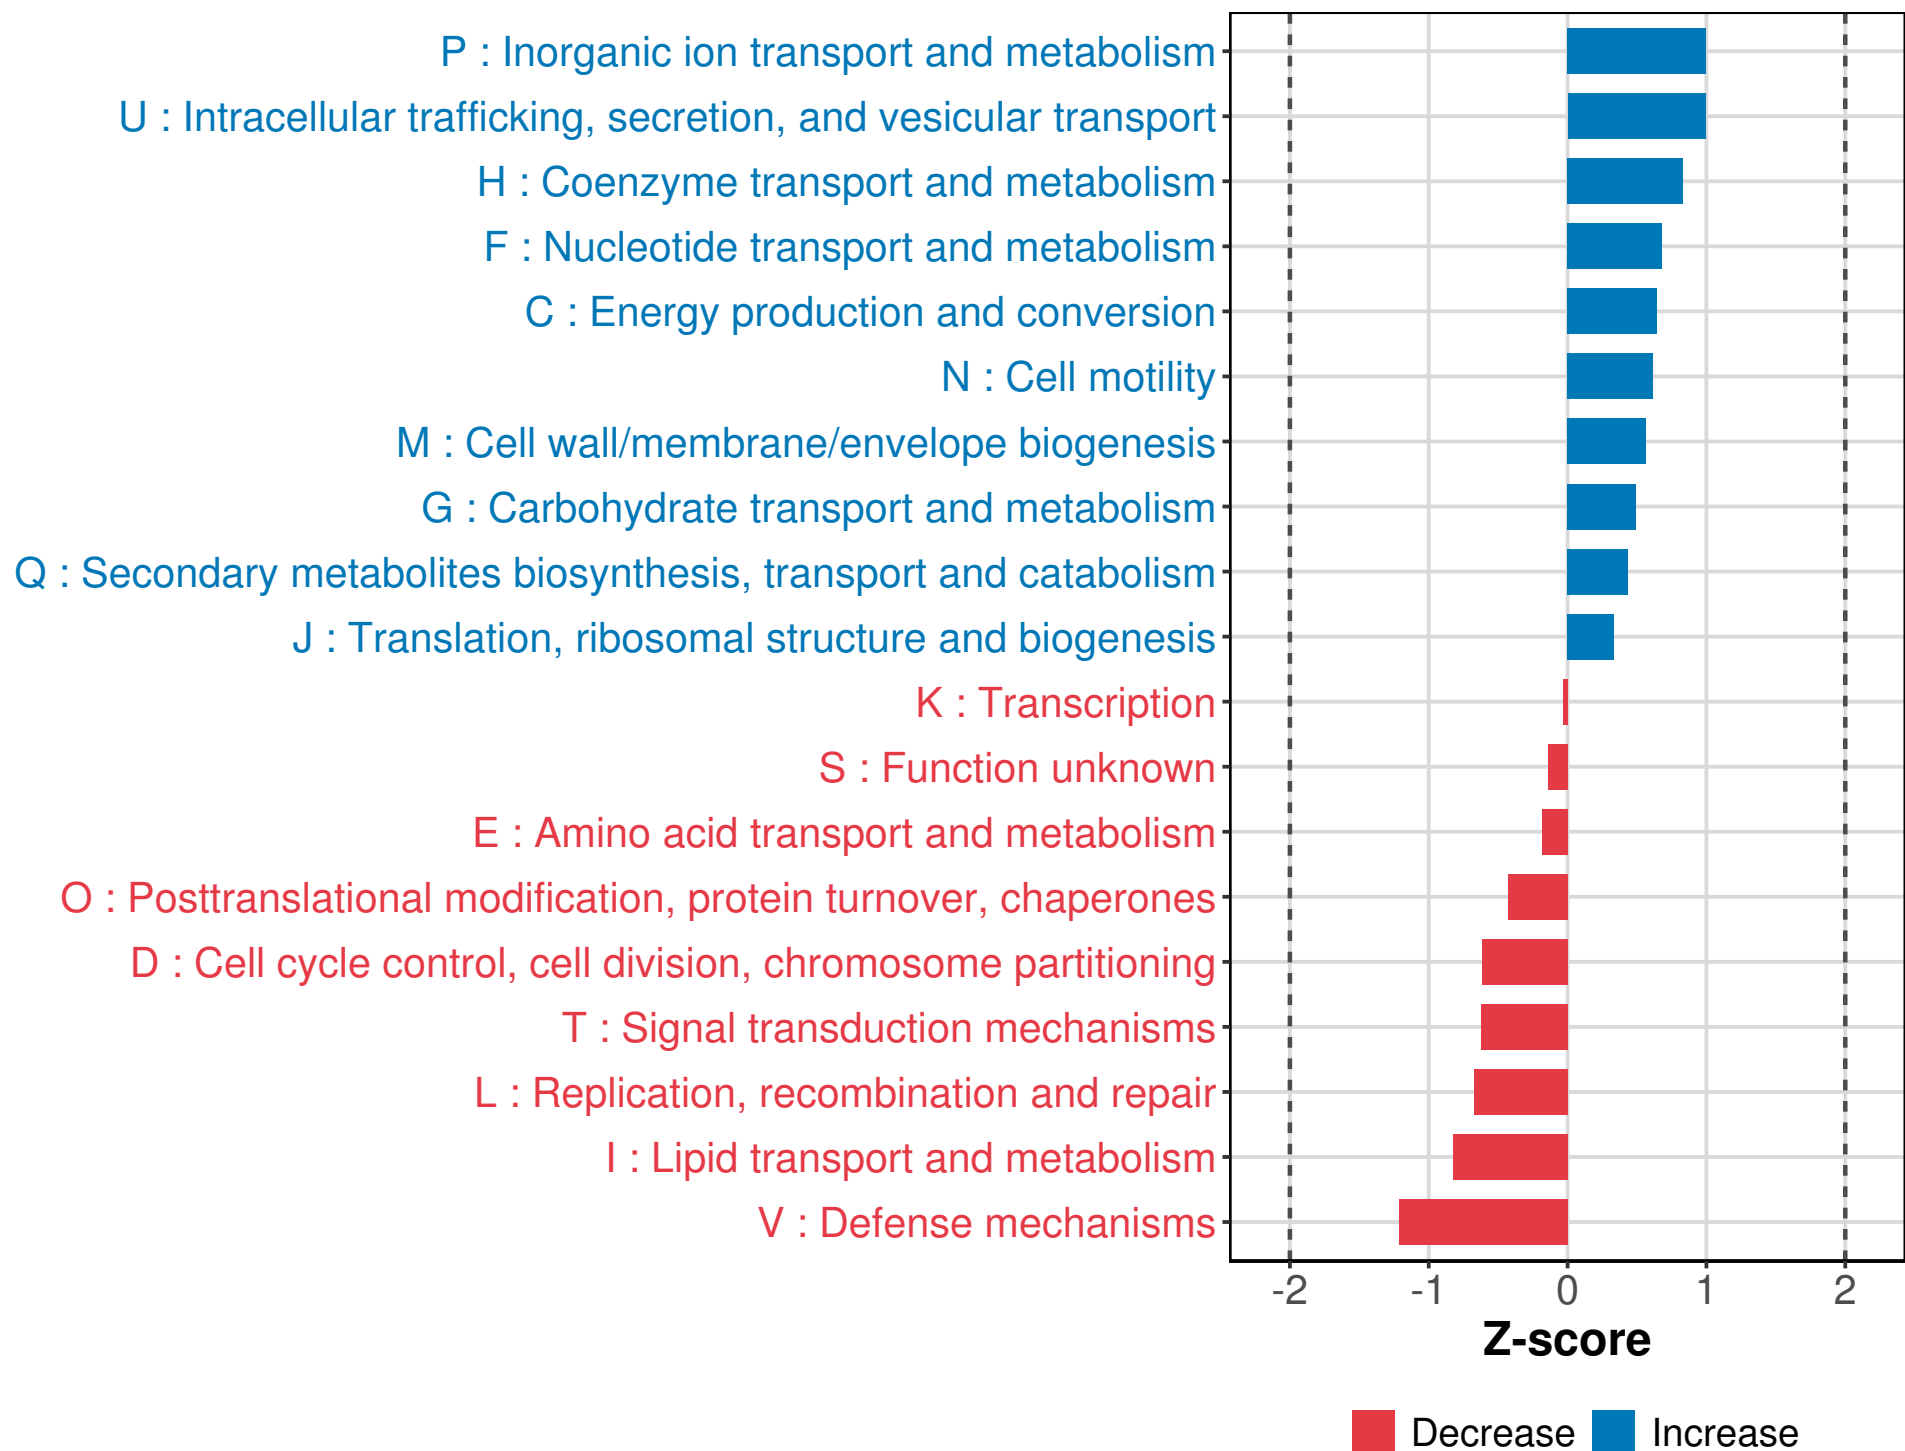 P : Inorganic ion transport and metabolism
U : Intracellular trafficking, secretion, and vesicular transport
H : Coenzyme transport and metabolism
F : Nucleotide transport and metabolism
C : Energy production and conversion
N : Cell motility
M : Cell wall/membrane/envelope biogenesis
G : Carbohydrate transport and metabolism
Q : Secondary metabolites biosynthesis, transport and catabolism
J : Translation, ribosomal structure and biogenesis
K : Transcription
S : Function unknown
E : Amino acid transport and metabolism
O : Posttranslational modification, protein turnover, chaperones
D : Cell cycle control, cell division, chromosome partitioning
T : Signal transduction mechanisms
L : Replication, recombination and repair
I : Lipid transport and metabolism
V : Defense mechanisms
-2 -1 0 1 2
Z-score
Decrease Increase